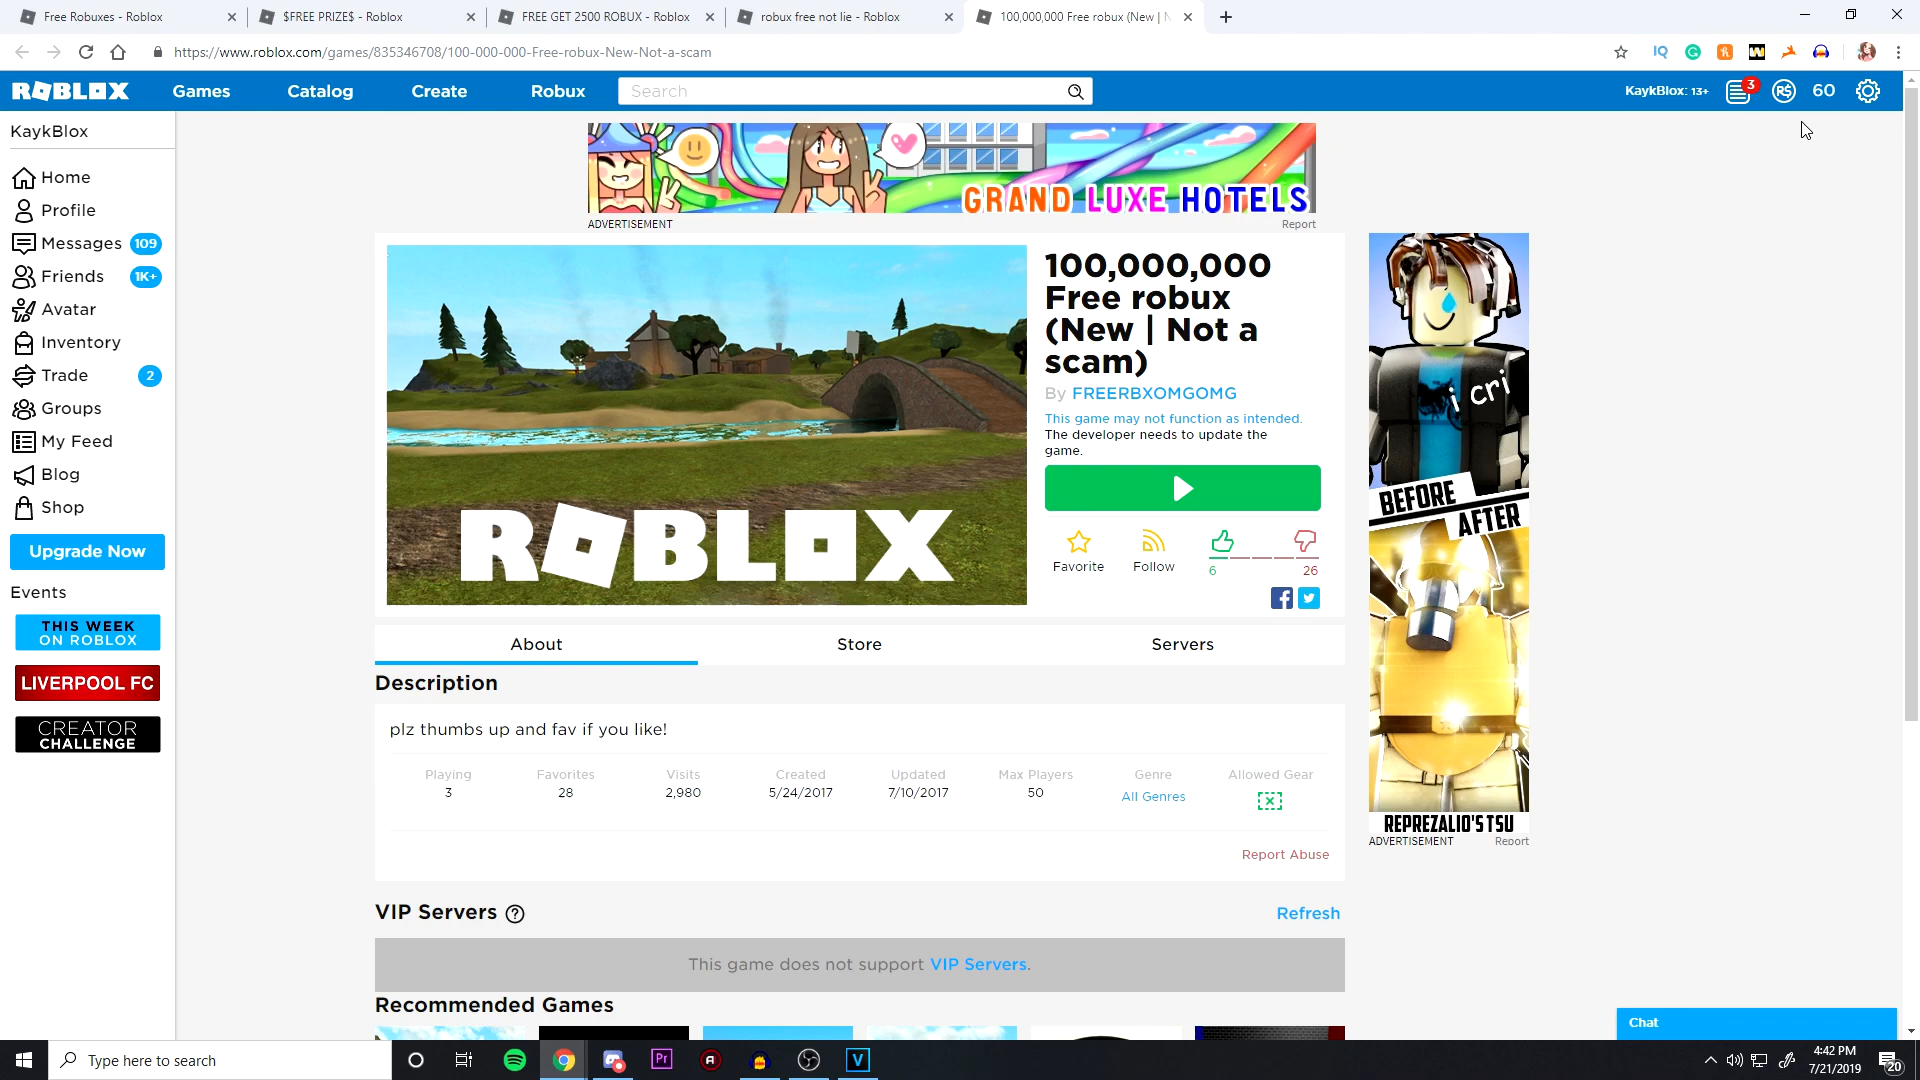 Free Robuxes - Roblox
$FREE PRIZE$ - Roblox
FREE GET 2500 ROBUX - Roblox
robux free not lie - Roblox
100,000,000 Free robux (New | N
https://www.roblox.com/games/835346708/100-000-000-Free-robux-New-Not-a-scam
IQ
ROBLOX
Games
Catalog
Create
Robux
Search
KaykBlox: 13+
3
R$
60
KaykBlox
Home
Profile
Messages 109
Friends 1K+
Avatar
Inventory
Trade 2
Groups
My Feed
Blog
Shop
Upgrade Now
Events
THIS WEEK
ON ROBLOX
LIVERPOOL FC
CREATOR
CHALLENGE
GRAND LUXE HOTELS
ADVERTISEMENT
Report
ROBLOX
100,000,000
Free robux
(New | Not a
scam)
By FREERBXOMGOMG
This game may not function as intended.
The developer needs to update the
game.
Favorite
Follow
6
26
i cri
BEFORE
AFTER
REPREZALIO'S TSU
ADVERTISEMENT
Report
About
Store
Servers
Description
plz thumbs up and fav if you like!
Playing
Favorites
Visits
Created
Updated
Max Players
Genre
Allowed Gear
3
28
2,980
5/24/2017
7/10/2017
50
All Genres
Report Abuse
VIP Servers ?
Refresh
This game does not support VIP Servers.
Recommended Games
Chat
Type here to search
Pr
V
4:42 PM
7/21/2019
20